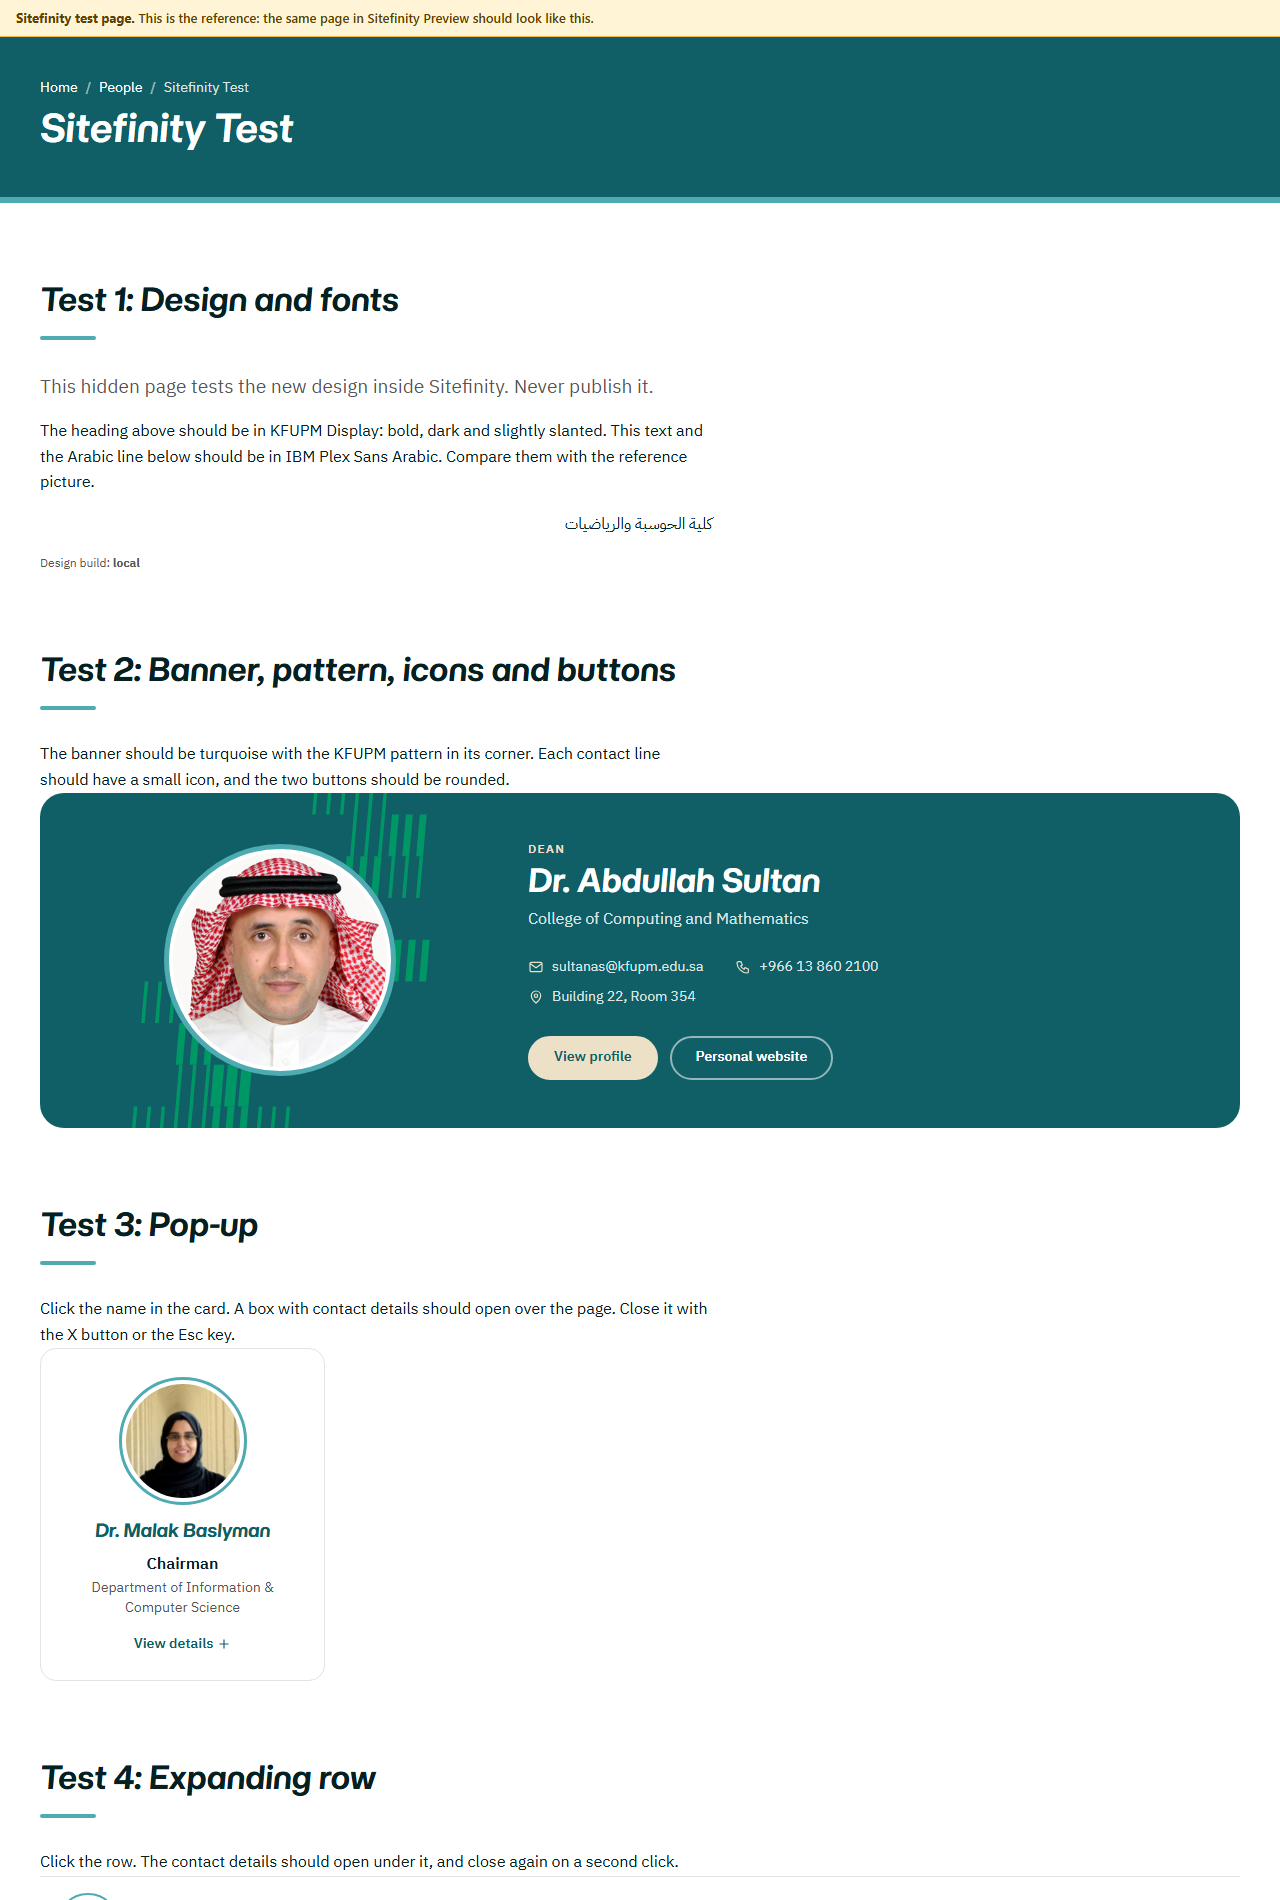 Sitefinity test page. This is the reference: the same page in Sitefinity Preview should look like this.
Home / People / Sitefinity Test
Sitefinity Test
Test 1: Design and fonts
This hidden page tests the new design inside Sitefinity. Never publish it.
The heading above should be in KFUPM Display: bold, dark and slightly slanted. This text and
the Arabic line below should be in IBM Plex Sans Arabic. Compare them with the reference
picture.
كلية الحوسبة والرياضيات
Design build: local
Test 2: Banner, pattern, icons and buttons
The banner should be turquoise with the KFUPM pattern in its corner. Each contact line
should have a small icon, and the two buttons should be rounded.
DEAN
Dr. Abdullah Sultan
College of Computing and Mathematics
sultanas@kfupm.edu.sa +966 13 860 2100
Building 22, Room 354
View profile Personal website
Test 3: Pop-up
Click the name in the card. A box with contact details should open over the page. Close it with
the X button or the Esc key.
Dr. Malak Baslyman
Chairman
Department of Information &
Computer Science
View details +
Test 4: Expanding row
Click the row. The contact details should open under it, and close again on a second click.